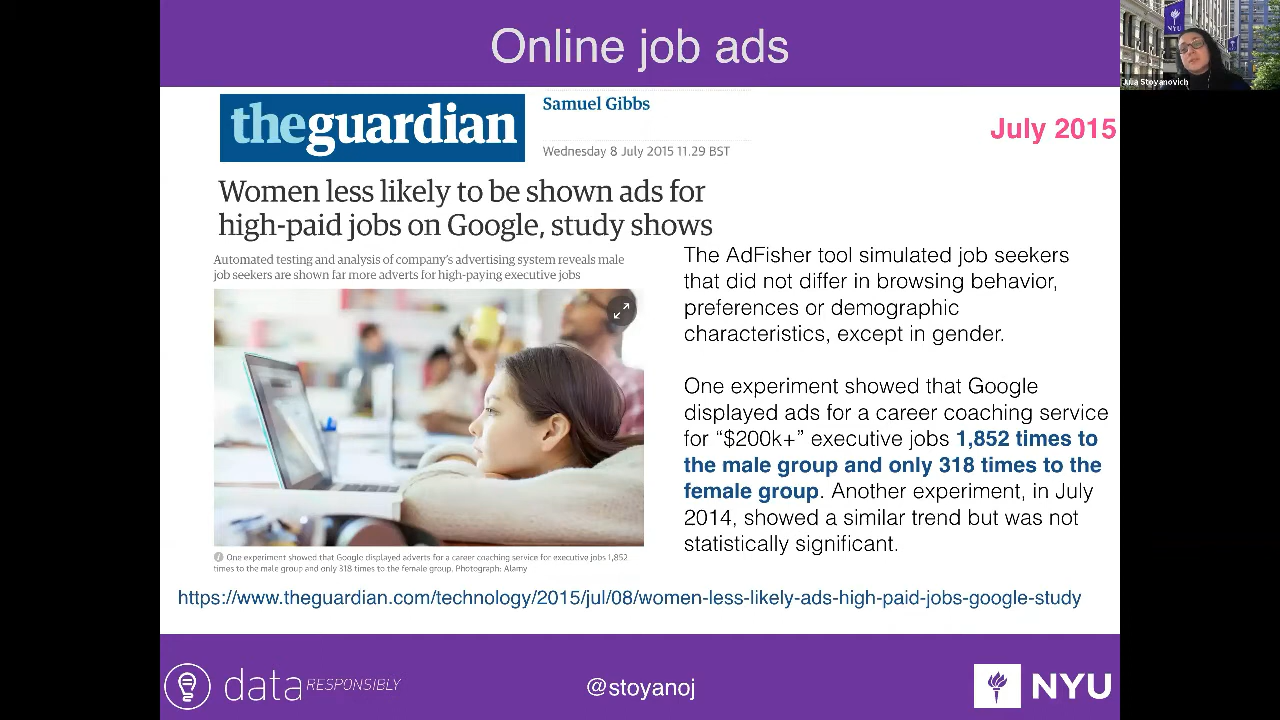 Online job ads
NYU
Julia Stoyanovich
theguardian
Samuel Gibbs
Wednesday 8 July 2015 11.29 BST
July 2015
Women less likely to be shown ads for
high-paid jobs on Google, study shows
Automated testing and analysis of company's advertising system reveals male
job seekers are shown far more adverts for high-paying executive jobs
The AdFisher tool simulated job seekers
that did not differ in browsing behavior,
preferences or demographic
characteristics, except in gender.
One experiment showed that Google
displayed ads for a career coaching service
for “$200k+” executive jobs 1,852 times to
the male group and only 318 times to the
female group. Another experiment, in July
2014, showed a similar trend but was not
statistically significant.
One experiment showed that Google displayed adverts for a career coaching service for executive jobs 1,852
times to the male group and only 318 times to the female group. Photograph: Alamy
https://www.theguardian.com/technology/2015/jul/08/women-less-likely-ads-high-paid-jobs-google-study
data RESPONSIBLY
@stoyanoj
NYU